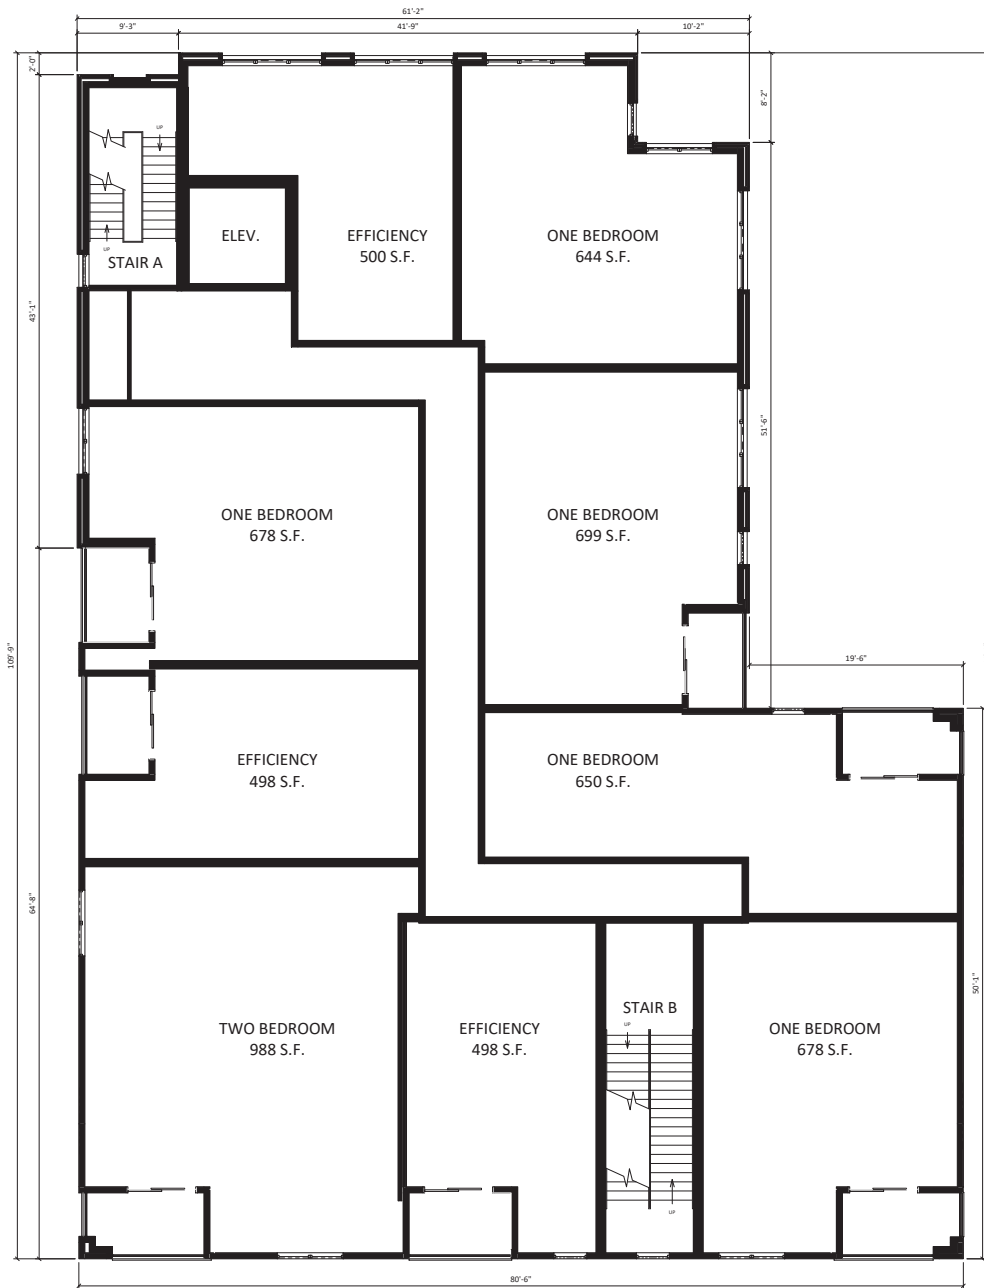 61'-2"
9'-3"
41'-9"
10'-2"
2'-0"
8'-2"
UP
ELEV.
EFFICIENCY
500 S.F.
ONE BEDROOM
644 S.F.
UP
STAIR A
43'-1"
51'-6"
ONE BEDROOM
678 S.F.
ONE BEDROOM
699 S.F.
109'-9"
19'-6"
EFFICIENCY
498 S.F.
ONE BEDROOM
650 S.F.
64'-8"
50'-1"
STAIR B
UP
TWO BEDROOM
988 S.F.
EFFICIENCY
498 S.F.
ONE BEDROOM
678 S.F.
UP
80'-6"